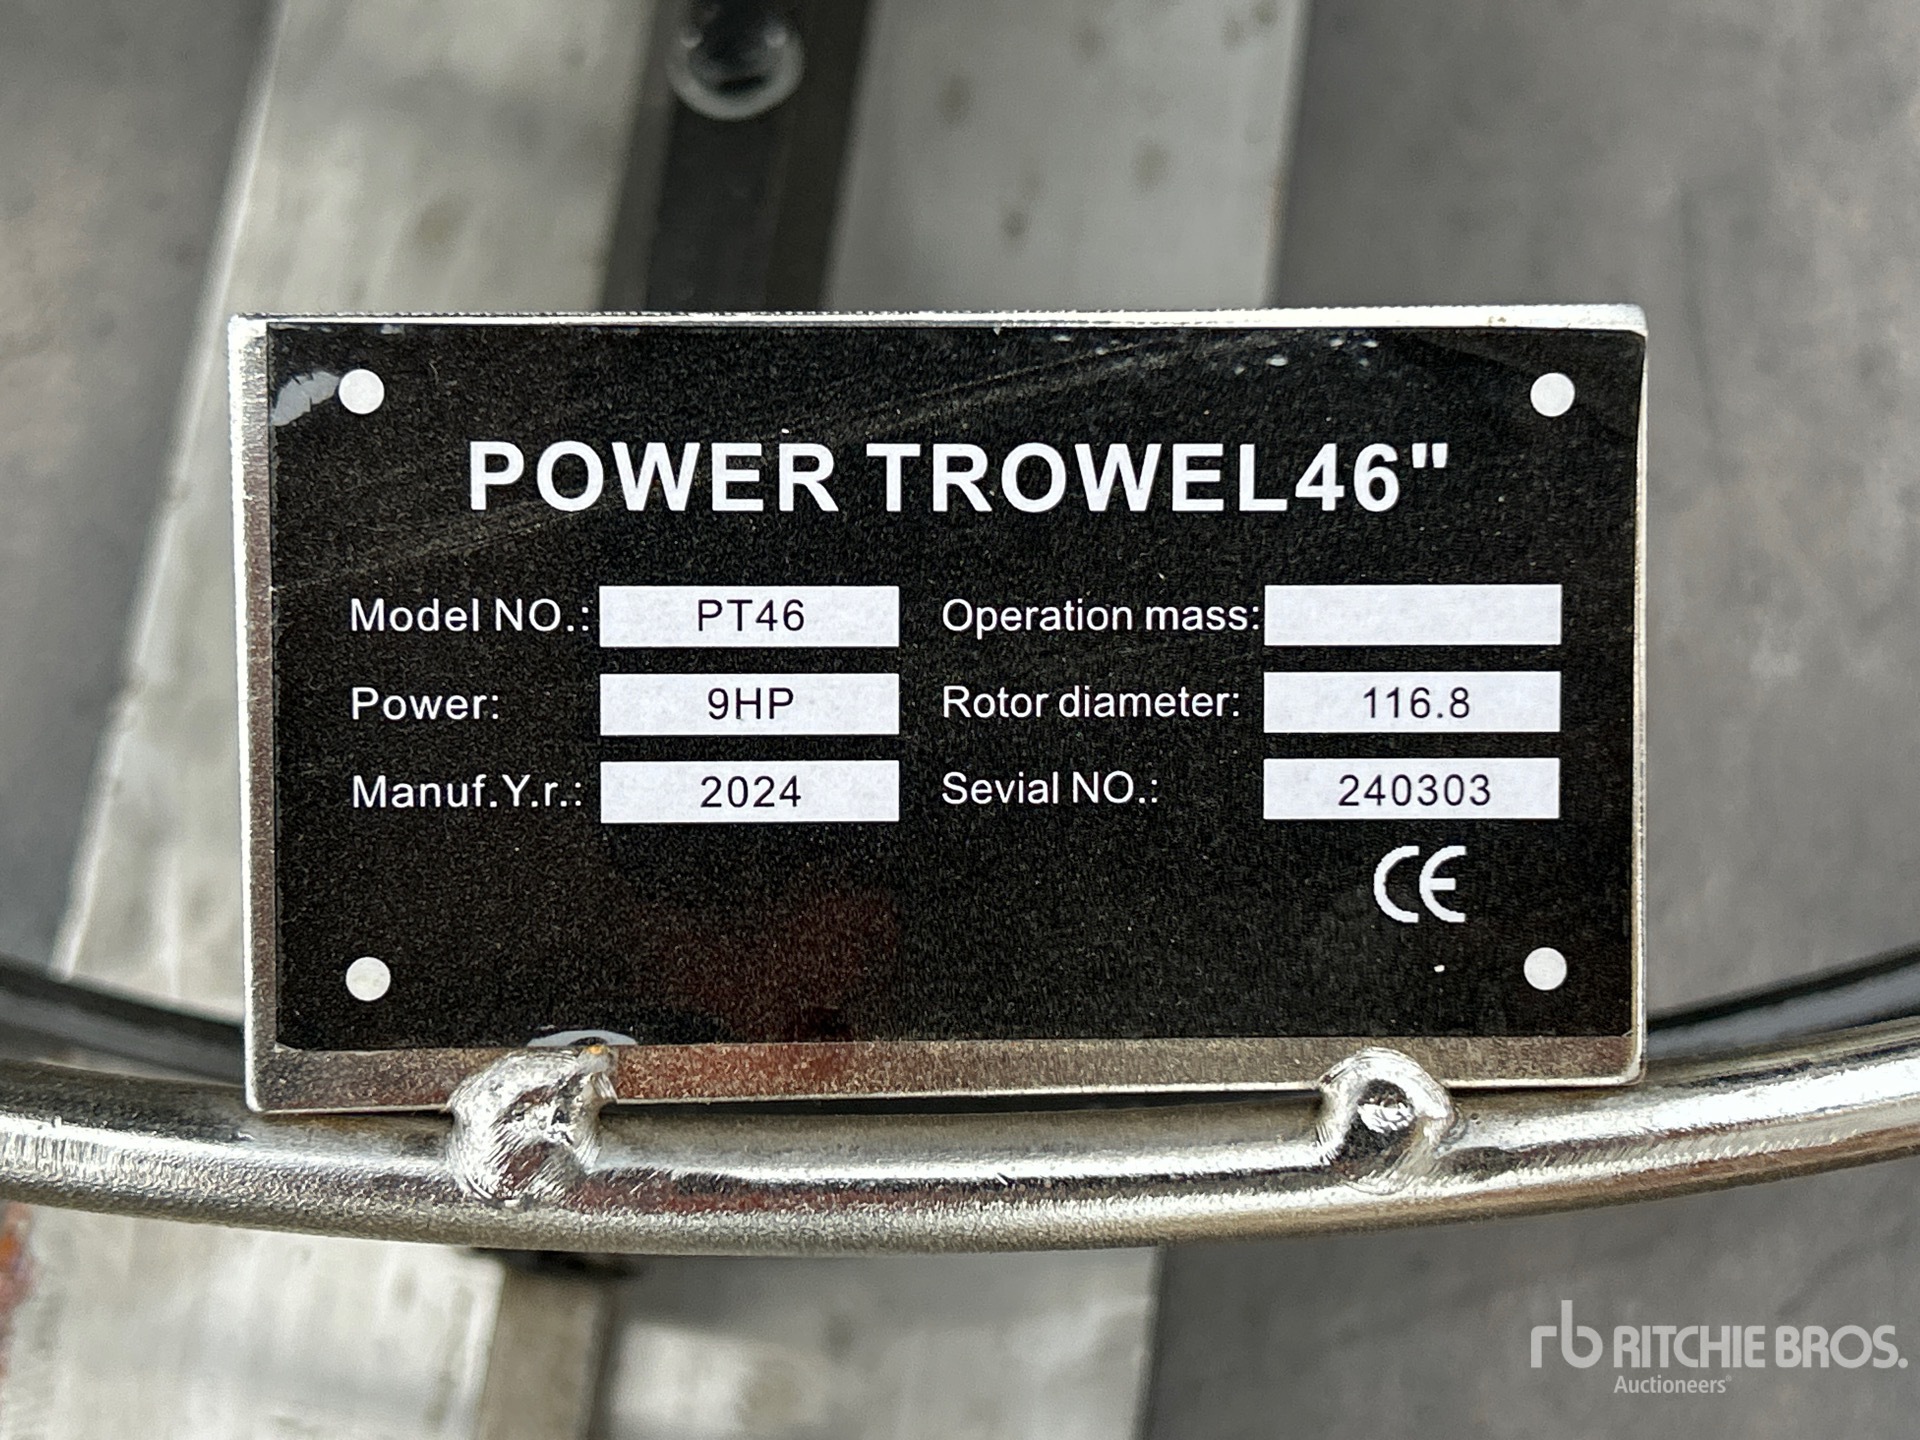 POWER TROWEL46"
Model NO.: PT46
Operation mass:
Power: 9HP
Rotor diameter: 116.8
Manuf.Y.r.: 2024
Sevial NO.: 240303
CE
rb RITCHIE BROS.
Auctioneers